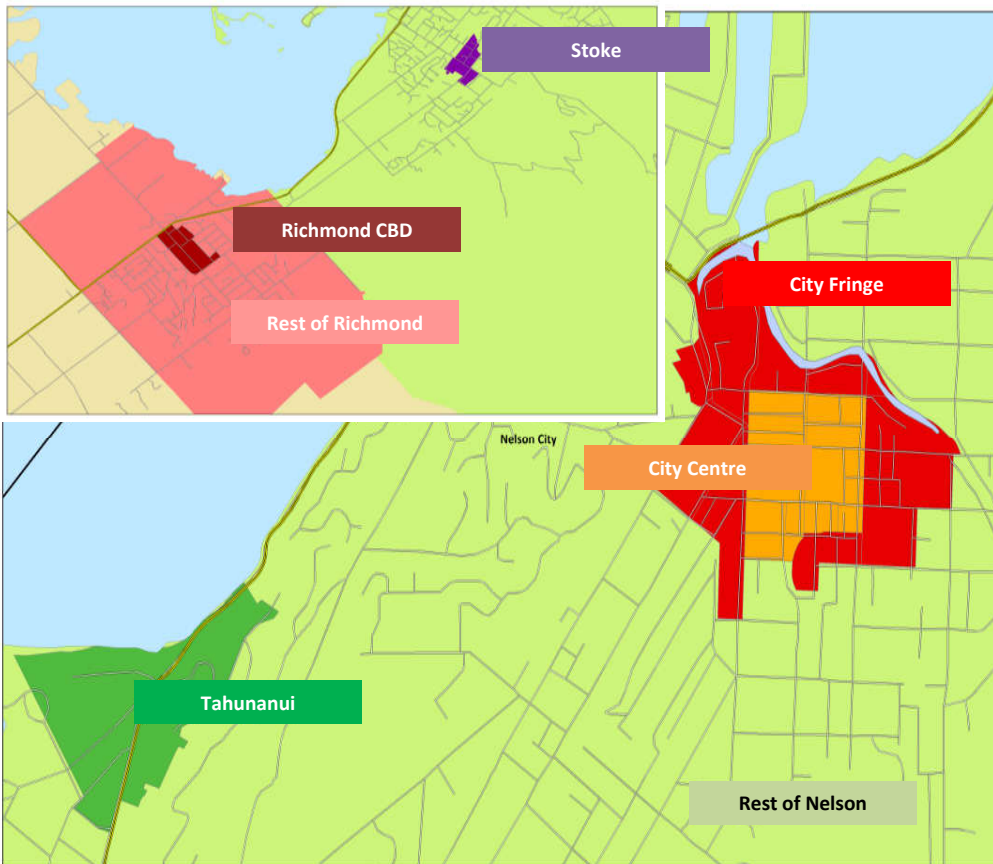 Stoke
Richmond CBD
Rest of Richmond
City Fringe
Nelson City
City Centre
Tahunanui
Rest of Nelson